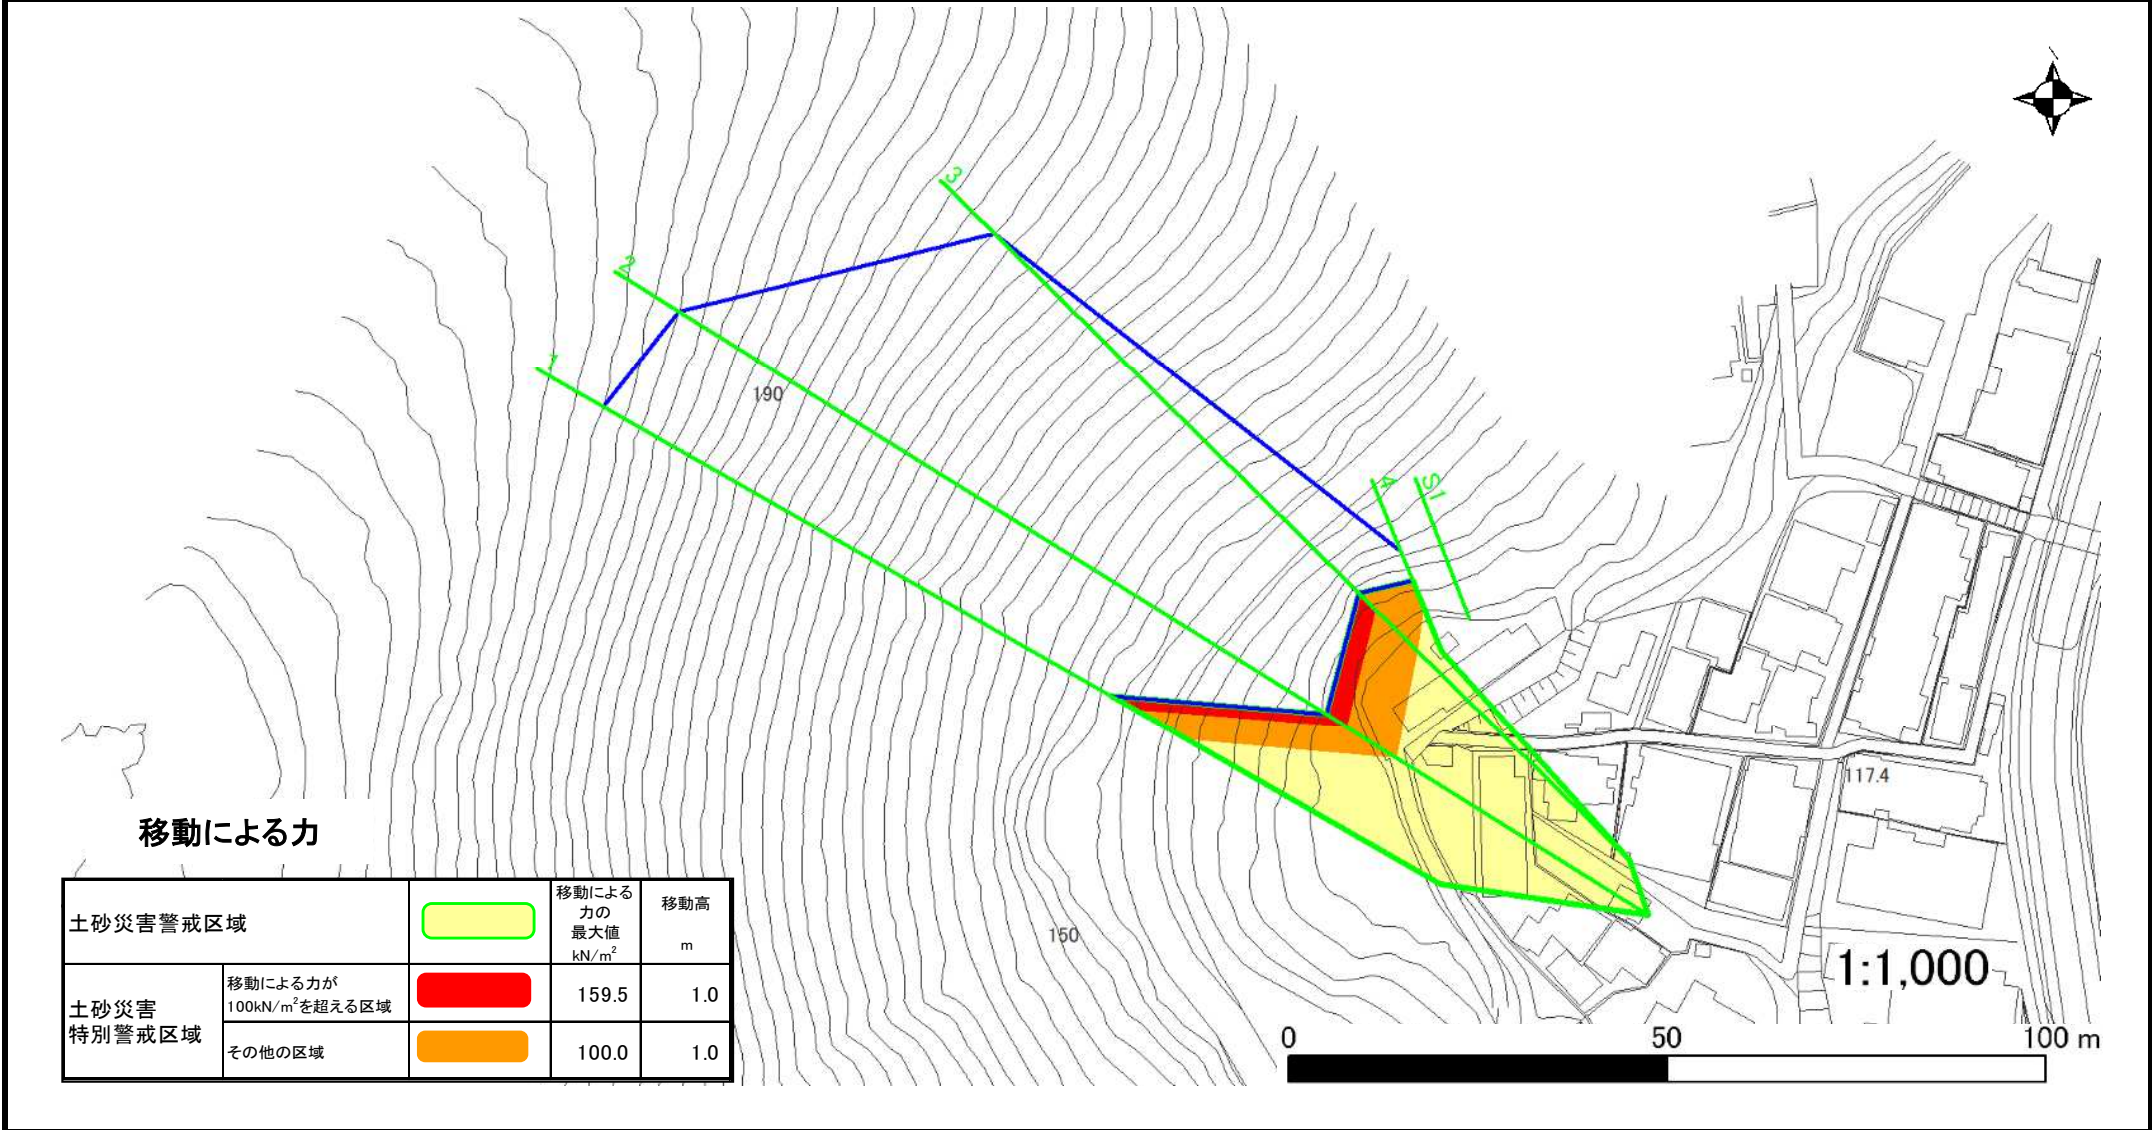 3
2
1
190
4
S1
117.4
移動による力
土砂災害警戒区域
移動による
力の
最大値
kN/m²
移動高
m
土砂災害
特別警戒区域
移動による力が
100kN/m²を超える区域
159.5
1.0
その他の区域
100.0
1.0
150
1:1,000
0
50
100 m